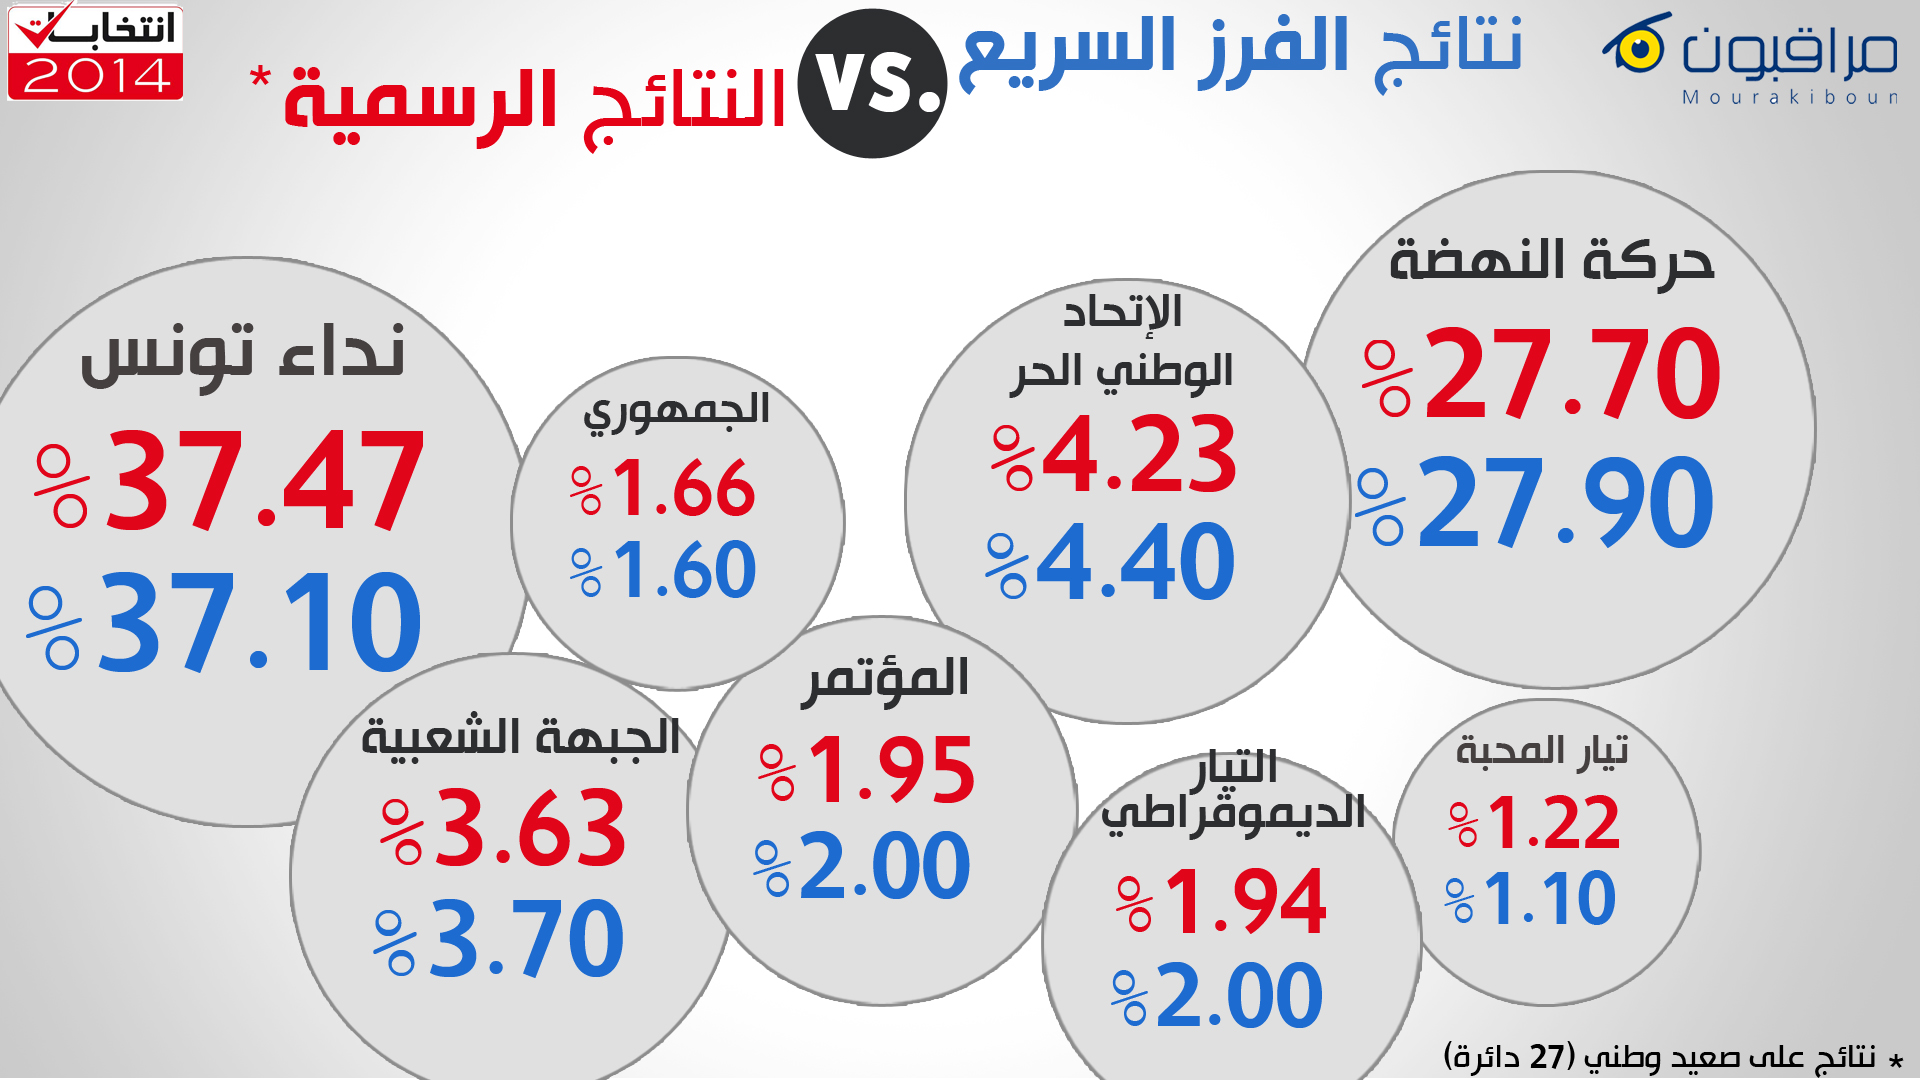 مراقبون
Mourakiboun
نتائج الفرز السريع
vs.
النتائج الرسمية *
انتخابات
2014
حركة النهضة
%27.70
%27.90
الإتحاد
الوطني الحر
%4.23
%4.40
الجمهوري
%1.66
%1.60
نداء تونس
%37.47
%37.10
تيار المحبة
%1.22
%1.10
التيار
الديموقراطي
%1.94
%2.00
المؤتمر
%1.95
%2.00
الجبهة الشعبية
%3.63
%3.70
* نتائج على صعيد وطني (27 دائرة)